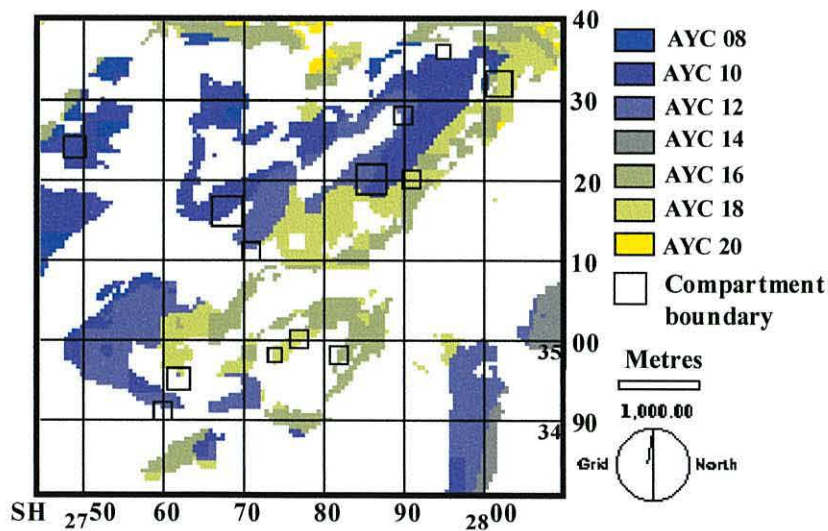 40
30
20
10
00
35
90
34
SH 2750 60 70 80 90 2800
AYC 08
AYC 10
AYC 12
AYC 14
AYC 16
AYC 18
AYC 20
Compartment
boundary
Metres
1,000.00
Grid North